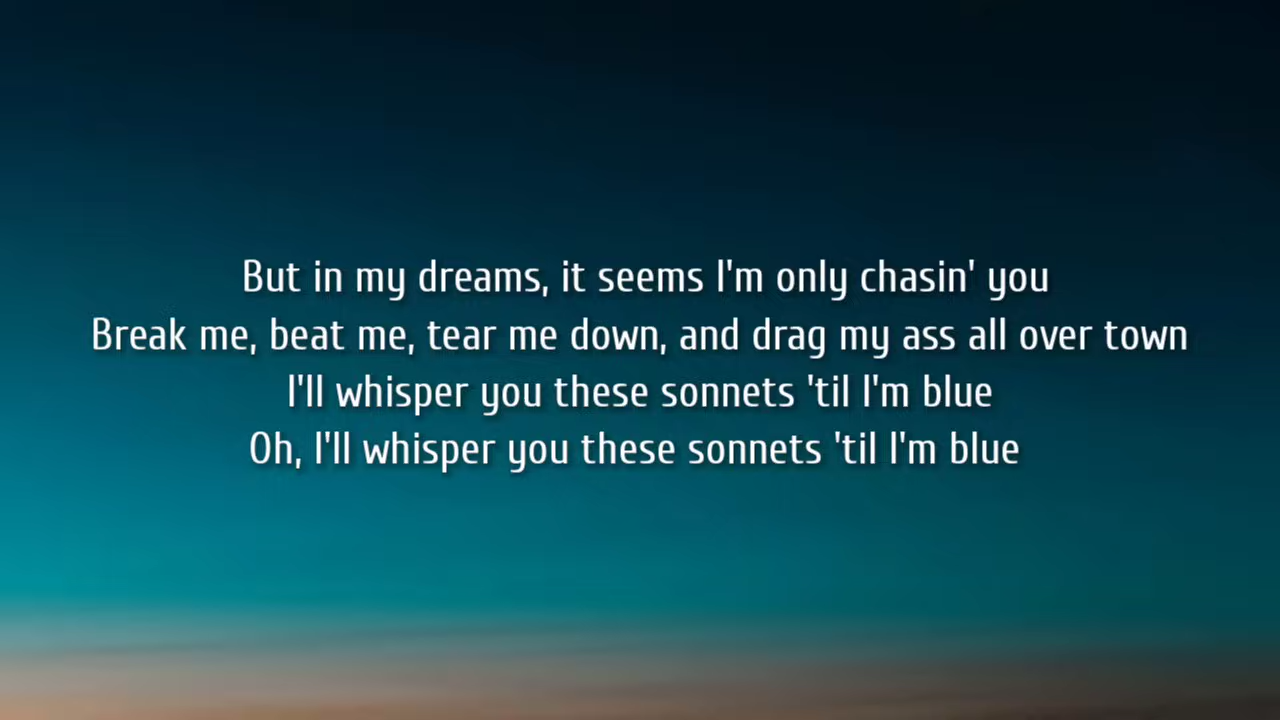 But in my dreams, it seems I'm only chasin' you
Break me, beat me, tear me down, and drag my ass all over town
I'll whisper you these sonnets 'til I'm blue
Oh, I'll whisper you these sonnets 'til I'm blue